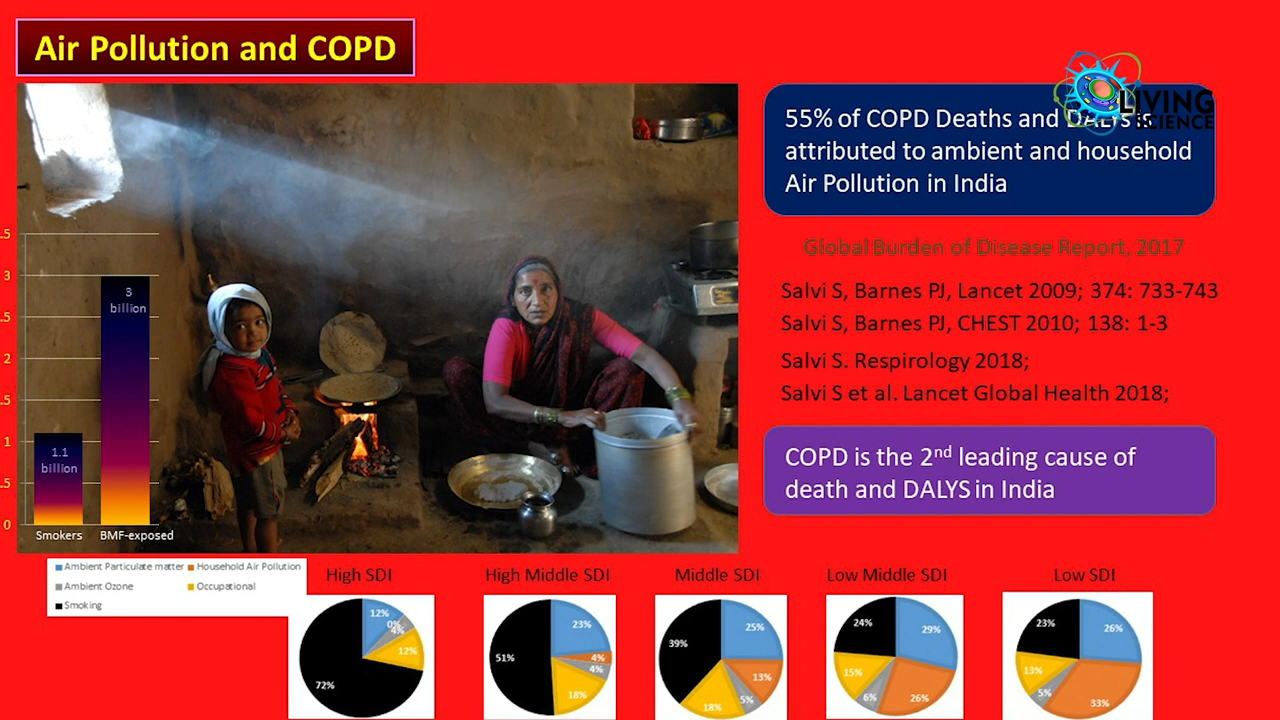 Air Pollution and COPD
LIVING
SCIENCE
55% of COPD Deaths and DALYs is
attributed to ambient and household
Air Pollution in India
Global Burden of Disease Report, 2017
Salvi S, Barnes PJ, Lancet 2009; 374: 733-743
Salvi S, Barnes PJ, CHEST 2010; 138: 1-3
Salvi S. Respirology 2018;
Salvi S et al. Lancet Global Health 2018;
COPD is the 2nd leading cause of
death and DALYS in India
.5
3
.5
2
.5
1
.5
0
3
billion
1.1
billion
Smokers BMF-exposed
Ambient Particulate matter Household Air Pollution
Ambient Ozone Occupational
Smoking
High SDI
12%
0%
4%
12%
72%
High Middle SDI
23%
4%
4%
18%
51%
Middle SDI
25%
13%
5%
18%
39%
Low Middle SDI
29%
26%
6%
15%
24%
Low SDI
26%
33%
5%
13%
23%